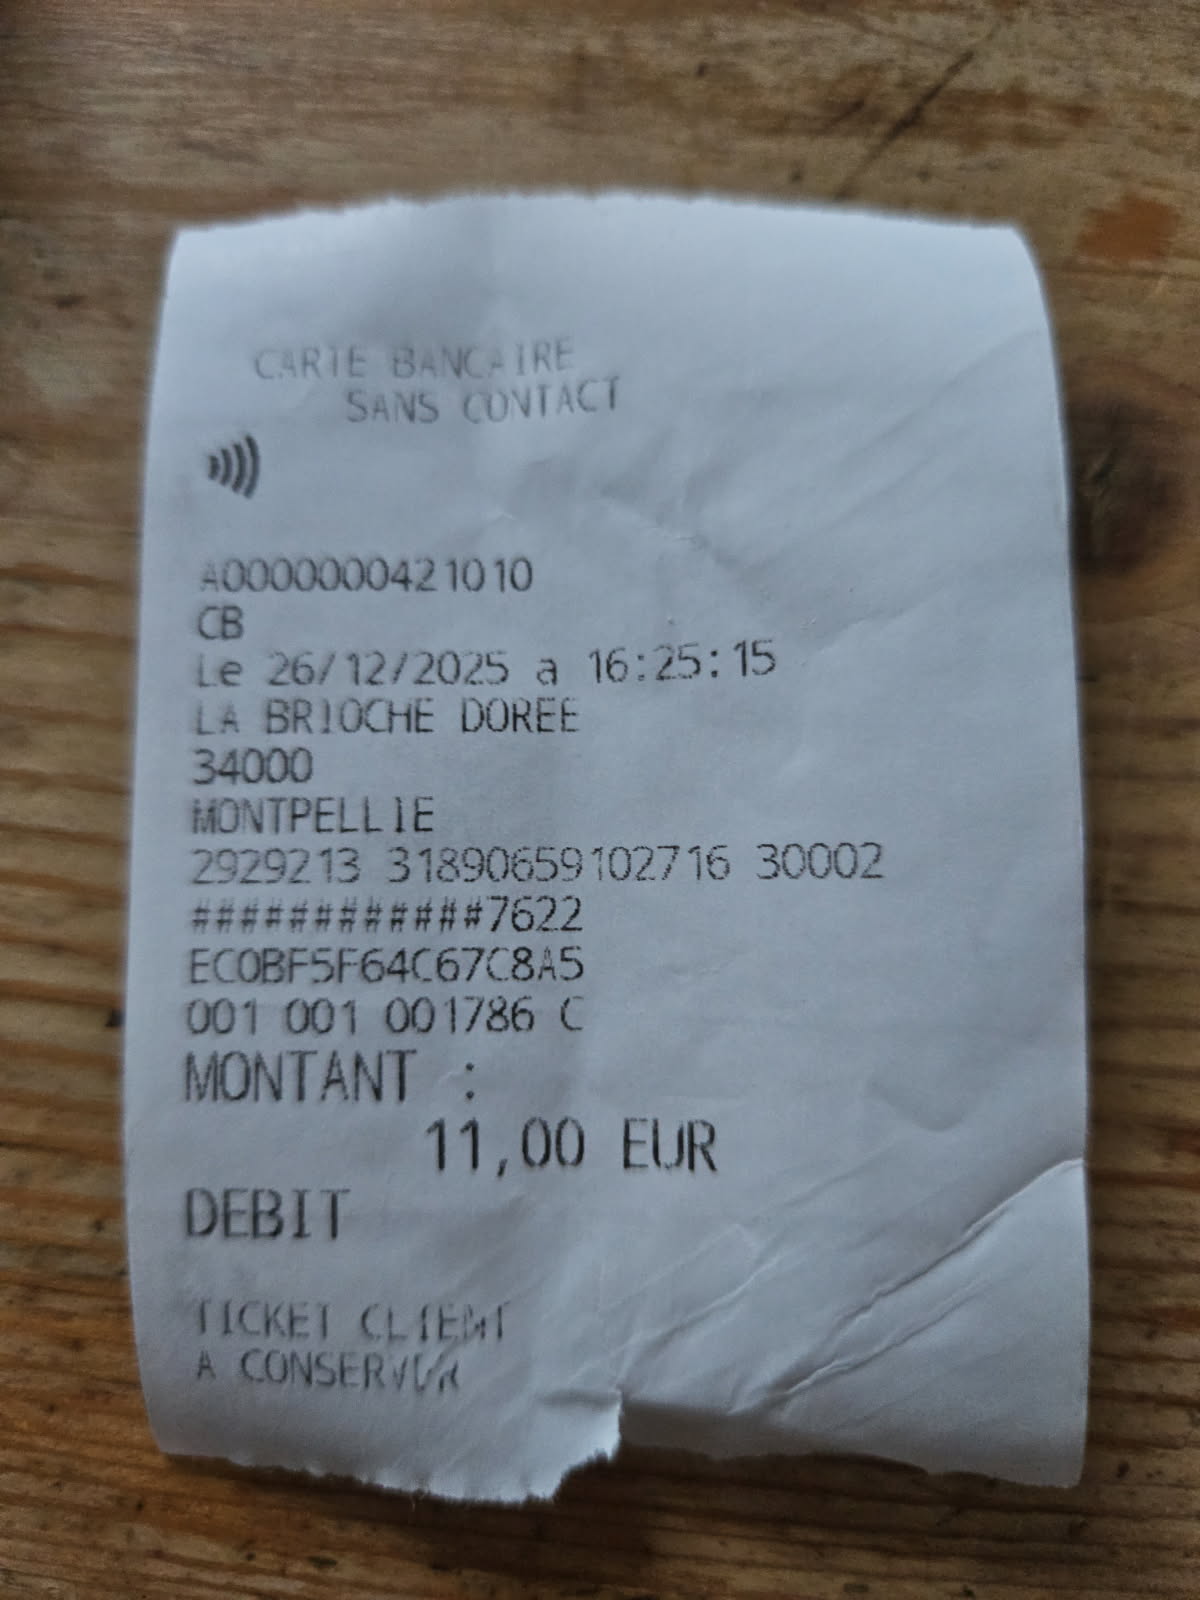 CARTE BANCAIRE
SANS CONTACT
A0000000421010
CB
Le 26/12/2025 a 16:25:15
LA BRIOCHE DOREE
34000
MONTPELLIE
2929213 31890659102716 30002
############7622
EC0BF5F64C67C8A5
001 001 001786 C
MONTANT :
11,00 EUR
DEBIT
TICKET CLIENT
A CONSERVER